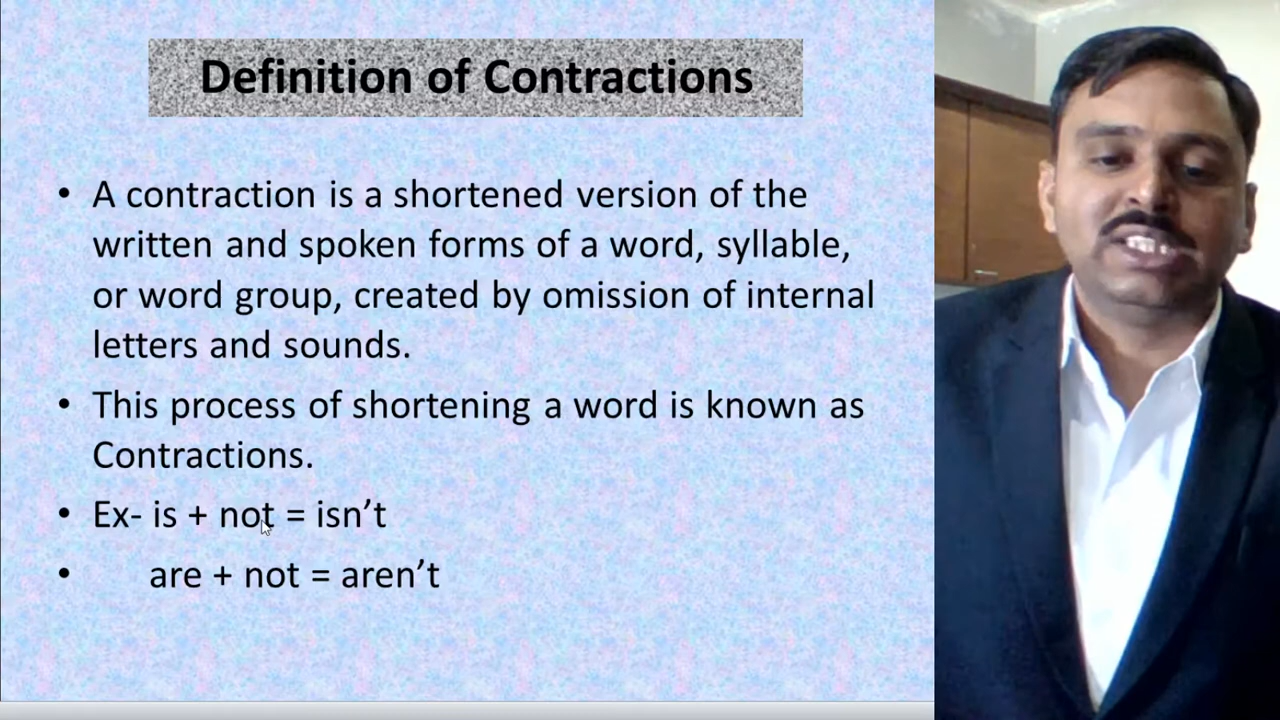 Definition of Contractions
• A contraction is a shortened version of the
written and spoken forms of a word, syllable,
or word group, created by omission of internal
letters and sounds.
• This process of shortening a word is known as
Contractions.
• Ex- is + not = isn’t
• are + not = aren’t